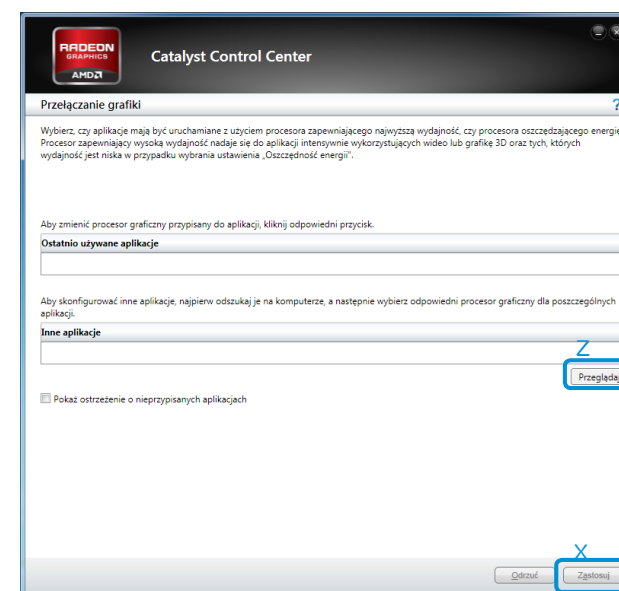 RADEON
GRAPHICS
AMD
Catalyst Control Center
Przełączanie grafiki
?
Wybierz, czy aplikacje mają być uruchamiane z użyciem procesora zapewniającego najwyższą wydajność, czy procesora oszczędzającego energię
Procesor zapewniający wysoką wydajność nadaje się do aplikacji intensywnie wykorzystujących wideo lub grafikę 3D oraz tych, których
wydajność jest niska w przypadku wybrania ustawienia „Oszczędność energii”.
Aby zmienić procesor graficzny przypisany do aplikacji, kliknij odpowiedni przycisk.
Ostatnio używane aplikacje
Aby skonfigurować inne aplikacje, najpierw odszukaj je na komputerze, a następnie wybierz odpowiedni procesor graficzny dla poszczególnych
aplikacji.
Inne aplikacje
Z
Przeglądaj
Pokaż ostrzeżenie o nieprzypisanych aplikacjach
X
Odrzuć
Zastosuj